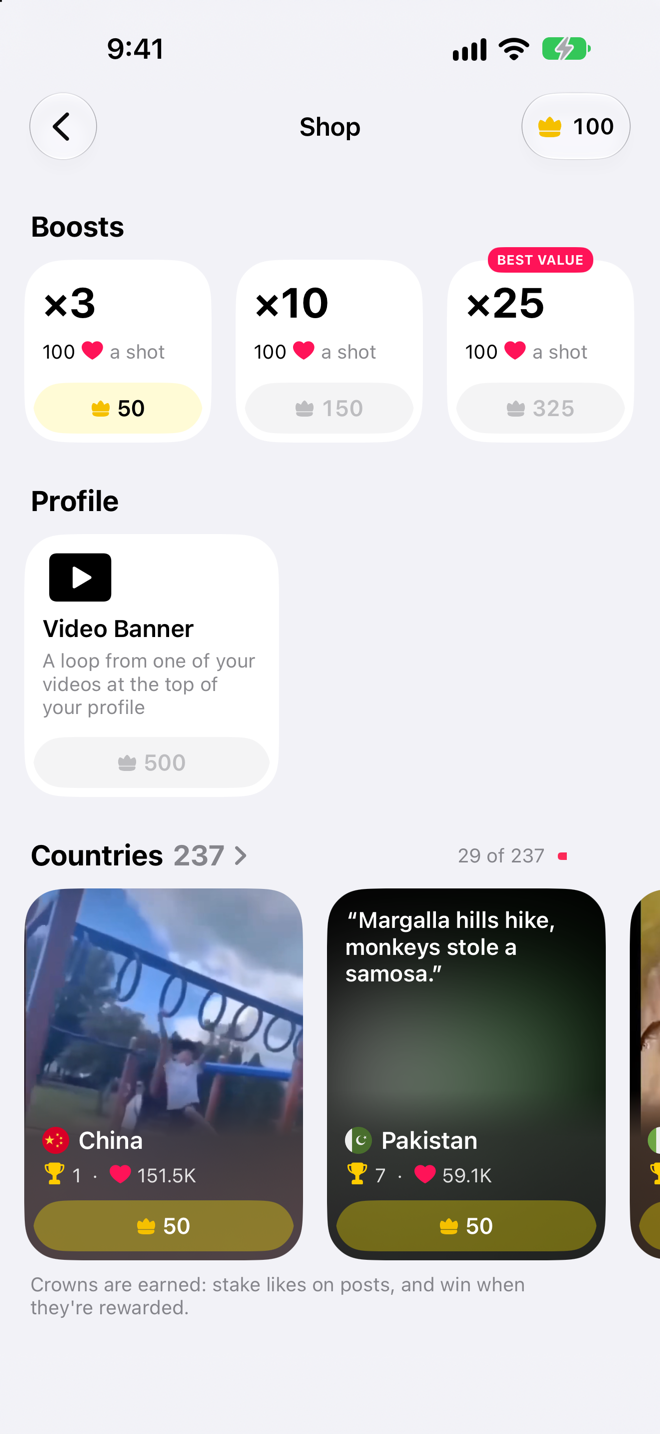 9:41
Shop
100
Boosts
BEST VALUE
×3
100 a shot
50
×10
100 a shot
150
×25
100 a shot
325
Profile
Video Banner
A loop from one of your
videos at the top of
your profile
500
Countries 237
29 of 237
China
1 · 151.5K
50
“Margalla hills hike,
monkeys stole a
samosa.”
Pakistan
7 · 59.1K
50
Crowns are earned: stake likes on posts, and win when
they're rewarded.